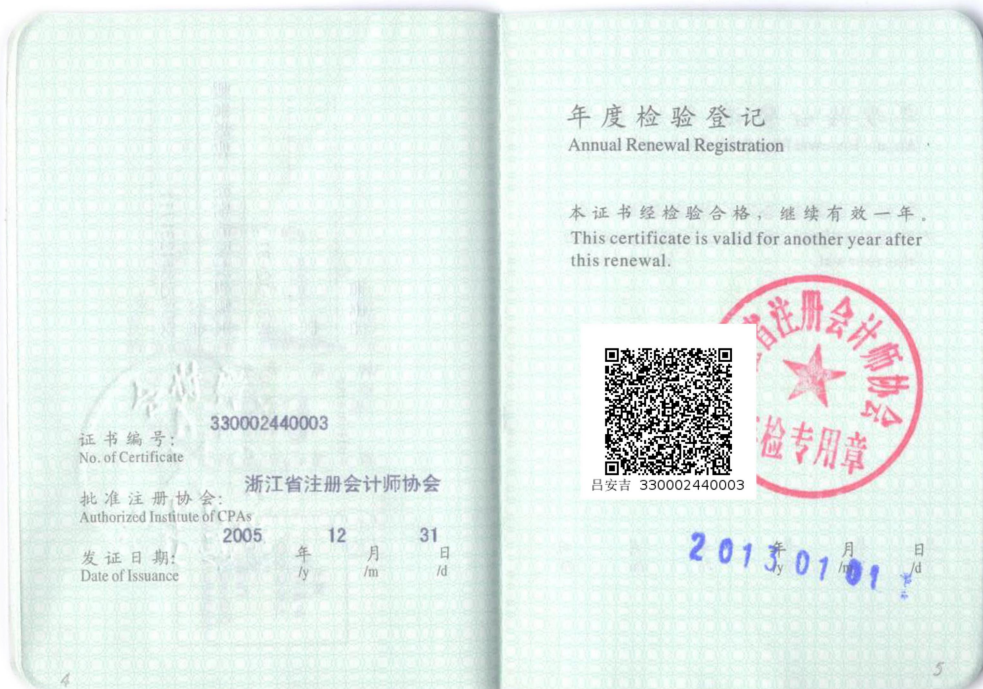 330002440003
证书编号：
No. of Certificate
浙江省注册会计师协会
批准注册协会：
Authorized Institute of CPAs
2005 12 31
发证日期： 年 月 日
Date of Issuance /y /m /d
4
年度检验登记
Annual Renewal Registration
本证书经检验合格，继续有效一年。
This certificate is valid for another year after
this renewal.
省注册会计师协会
检专用章
吕安吉 330002440003
2013 01 01
年 月 日
/y /m /d
5